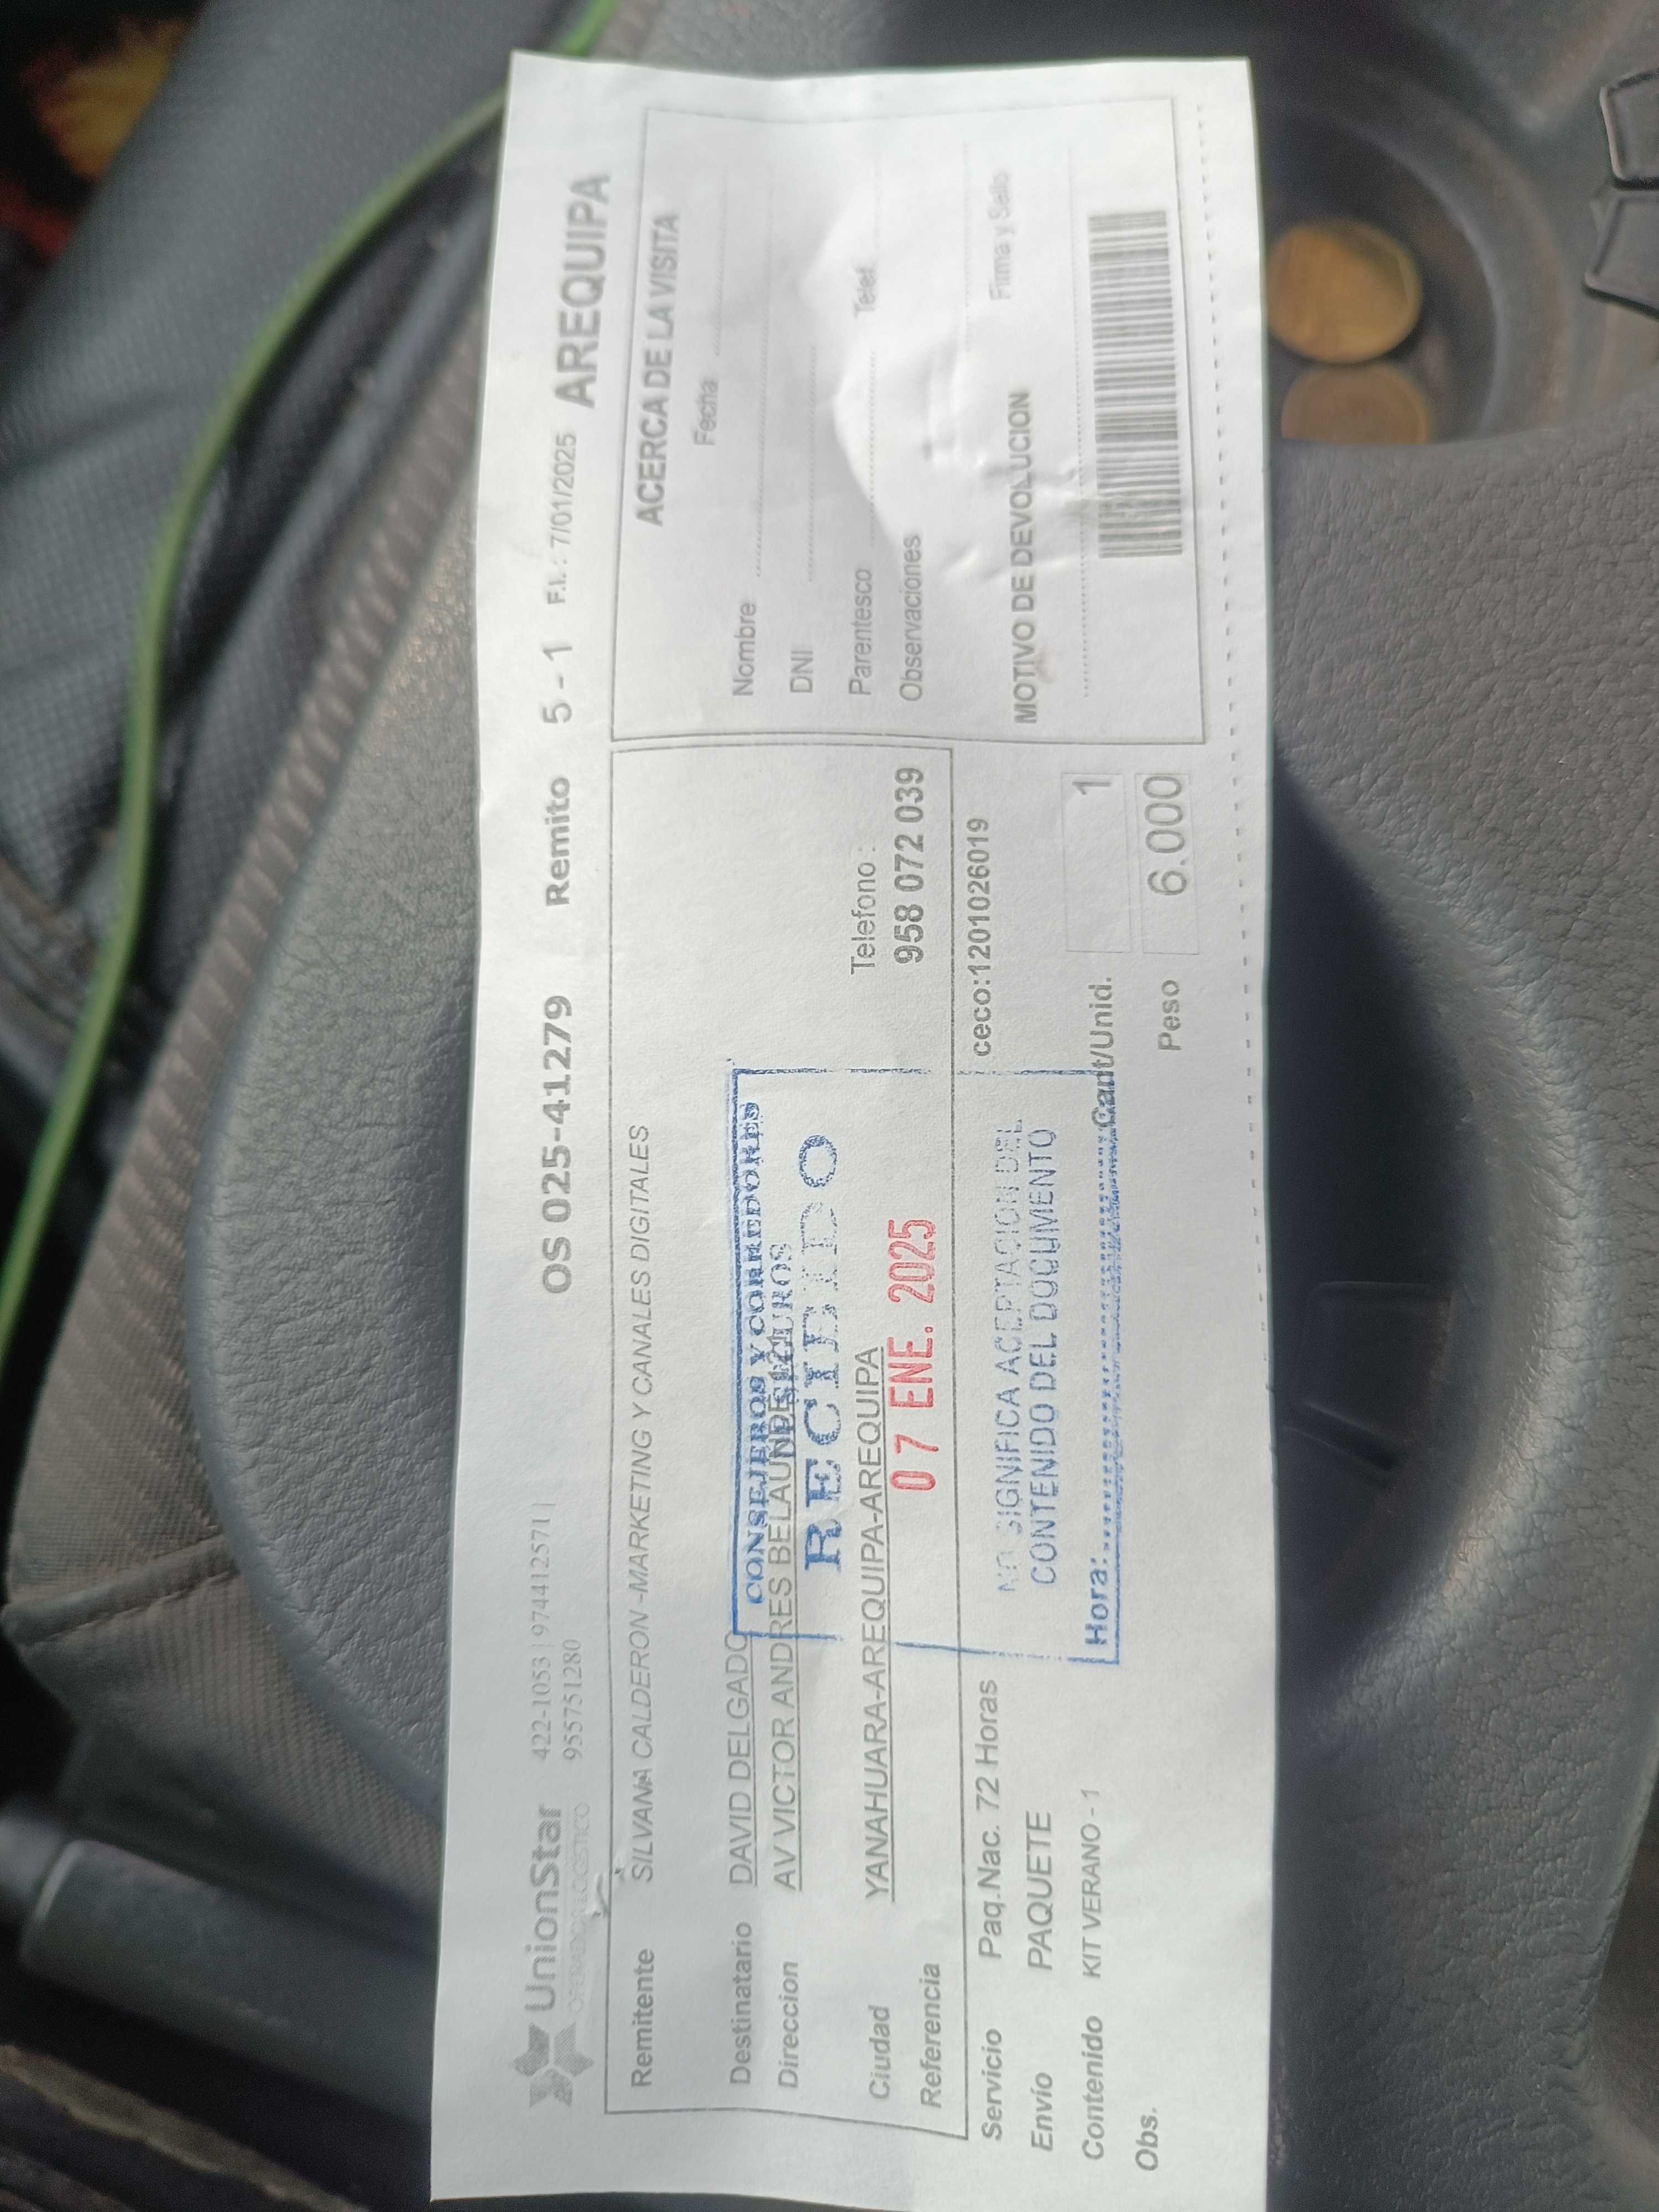 UnionStar
OPERADOR LOGISTICO
422-1053 | 974412571 |
955751280
OS 025-41279 Remito 5 - 1 F.I.: 7/01/2025 AREQUIPA
Remitente SILVANA CALDERON -MARKETING Y CANALES DIGITALES
Destinatario DAVID DELGADO
Direccion AV VICTOR ANDRES BELAUNDE
Ciudad YANAHUARA-AREQUIPA-AREQUIPA
Telefono :
958 072 039
Referencia
Servicio Paq.Nac. 72 Horas
ceco:1201026019
Envío PAQUETE
Contenido KIT VERANO - 1
Cant/Unid. 1
Obs.
Peso 6.000
CONSEJEROS Y CORREDORES
SEGUROS
RECIBIDO
07 ENE. 2025
NO SIGNIFICA ACEPTACION DEL
CONTENIDO DEL DOCUMENTO
Hora:
ACERCA DE LA VISITA
Fecha
Nombre
DNI
Parentesco Telef.
Observaciones
Firma y Sello
MOTIVO DE DEVOLUCION